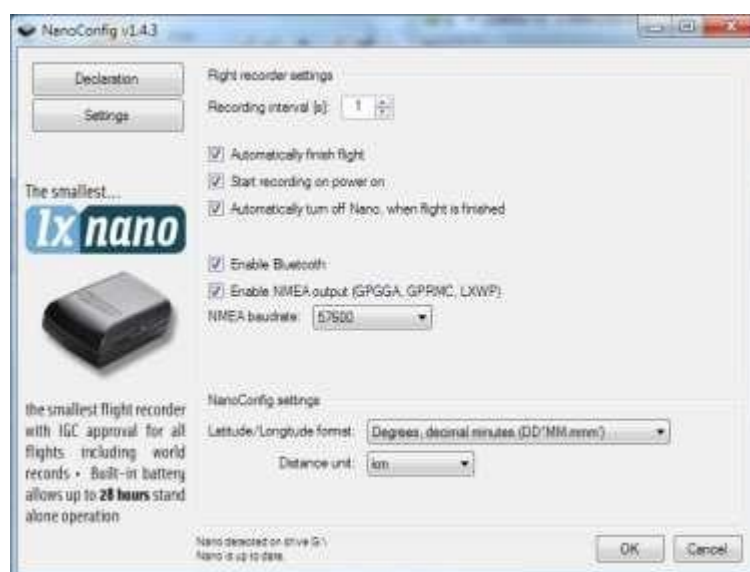 NanoConfig v1.4.3
Declaration
Settings
The smallest...
lx nano
the smallest flight recorder
with IGC approval for all
flights including world
records • Built-in battery
allows up to 28 hours stand
alone operation
Flight recorder settings
Recording interval [s]: 1
Automatically finish flight
Start recording on power on
Automatically turn off Nano, when flight is finished
Enable Bluetooth
Enable NMEA output (GPGGA, GPRMC, LXWP)
NMEA baudrate: 57600
NanoConfig settings
Latitude/Longitude format: Degrees, decimal minutes (DD°MM.mmm')
Distance unit: km
Nano detected on drive G:\
Nano is up to date.
OK Cancel